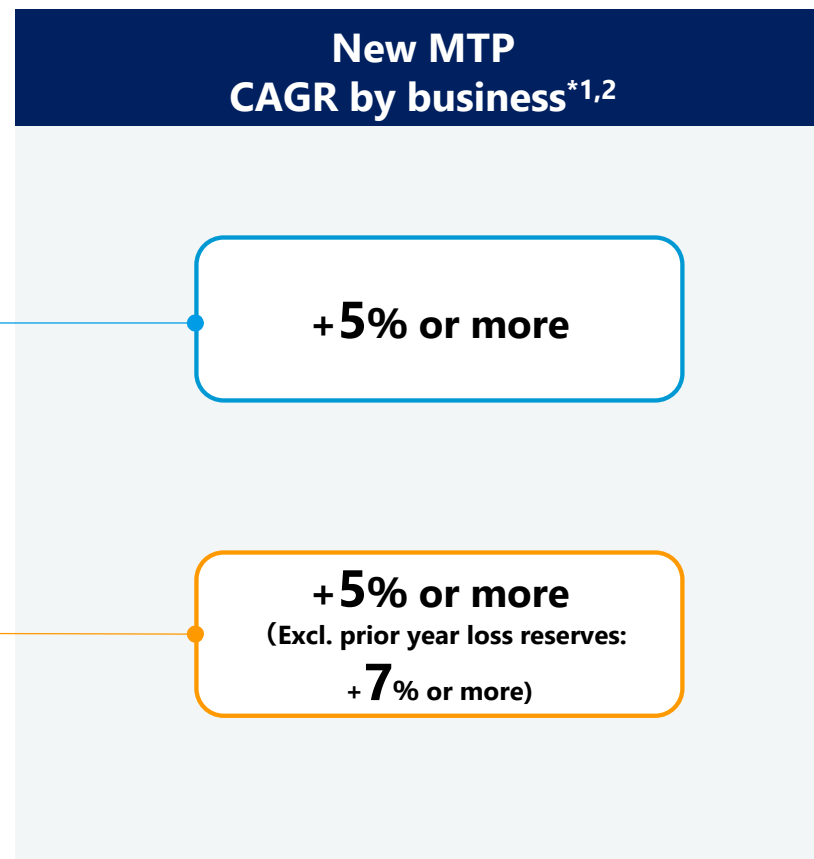 New MTP
CAGR by business*1,2
+5% or more
+5% or more
（Excl. prior year loss reserves:
+7% or more)